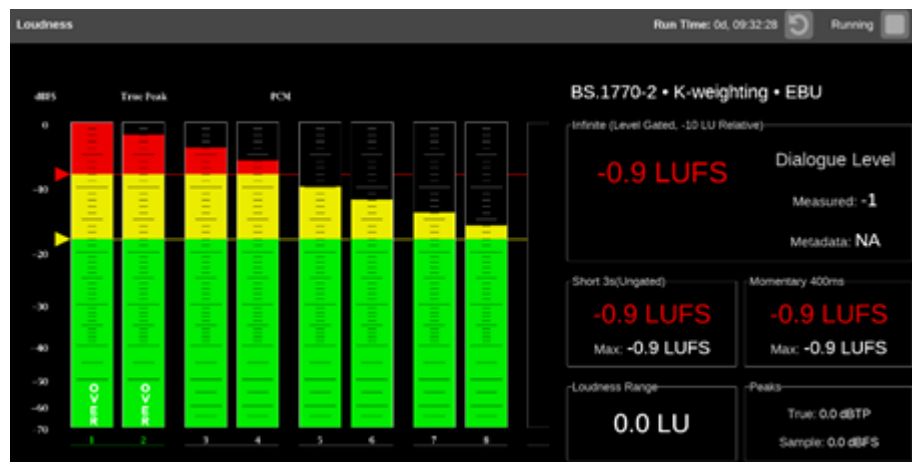 Loudness
Run Time: 0d, 09:32:28 Running
dBFS True Peak PCM
BS.1770-2 • K-weighting • EBU
0
-10
-20
-30
-40
-50
-60
-70
OVER OVER
1 2 3 4 5 6 7 8
Infinite (Level Gated, -10 LU Relative)
-0.9 LUFS
Dialogue Level
Measured: -1
Metadata: NA
Short 3s(Ungated) Momentary 400ms
-0.9 LUFS -0.9 LUFS
Max: -0.9 LUFS Max: -0.9 LUFS
Loudness Range Peaks
0.0 LU
True: 0.0 dBTP
Sample: 0.0 dBFS